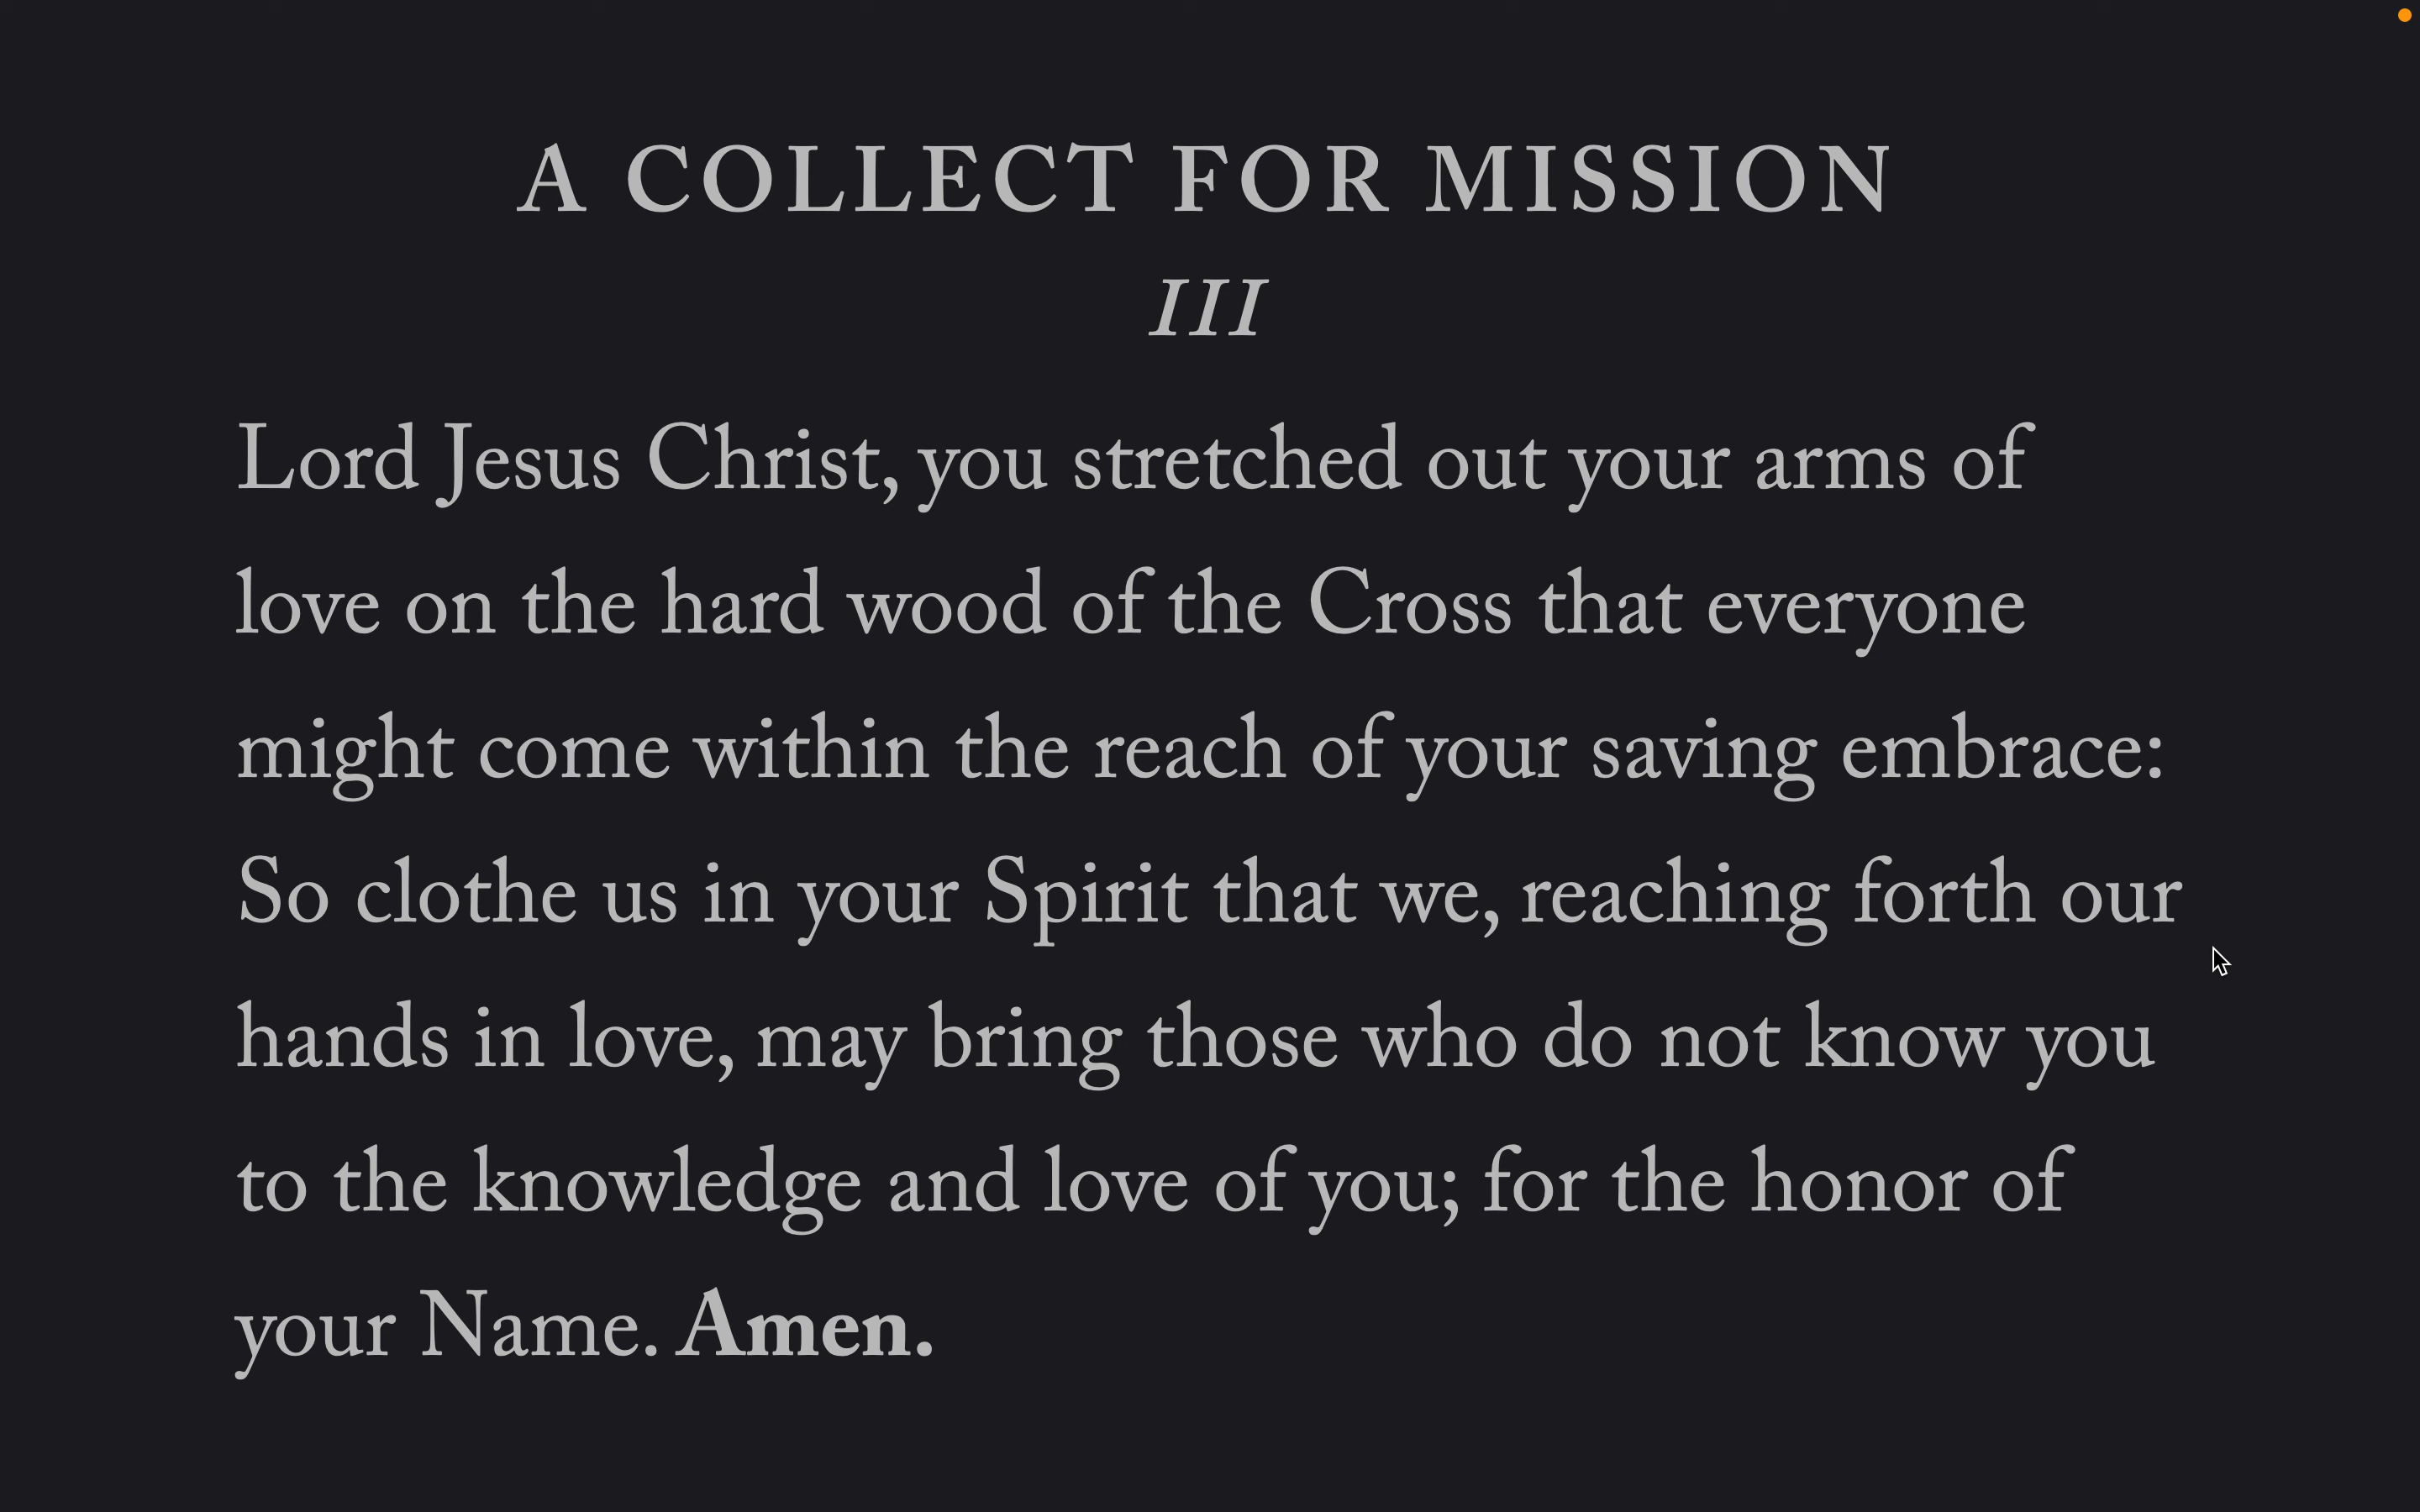 A COLLECT FOR MISSION
III
Lord Jesus Christ, you stretched out your arms of
love on the hard wood of the Cross that everyone
might come within the reach of your saving embrace:
So clothe us in your Spirit that we, reaching forth our
hands in love, may bring those who do not know you
to the knowledge and love of you; for the honor of
your Name. Amen.